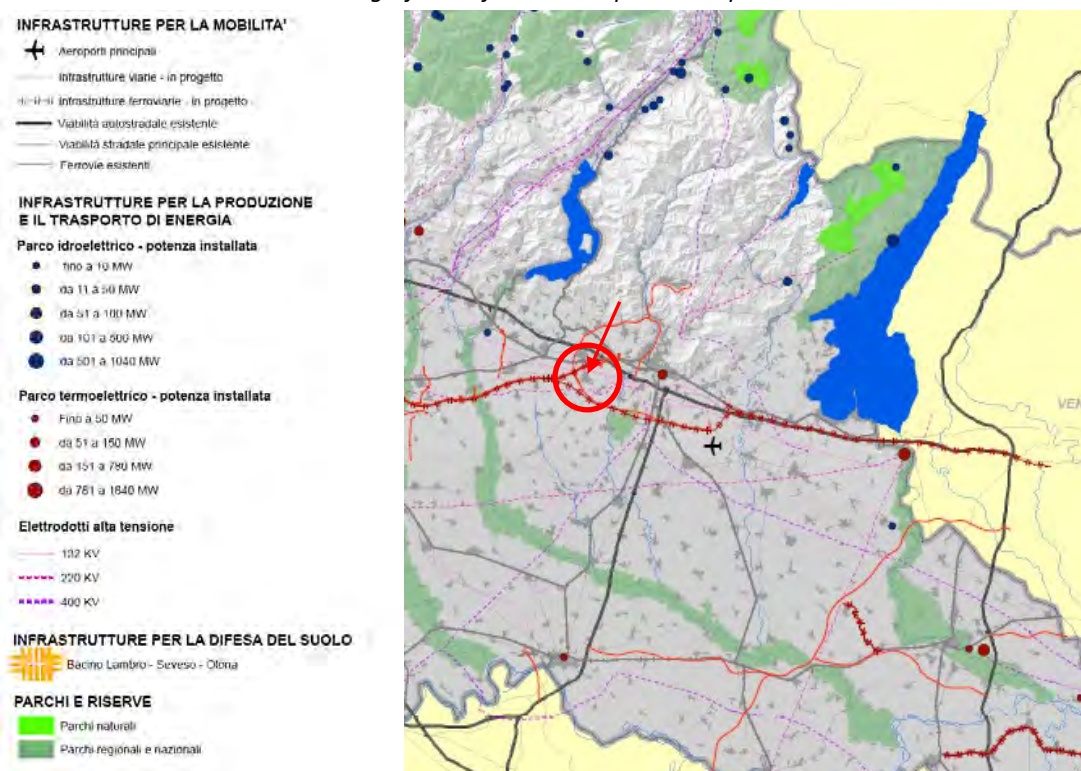 INFRASTRUTTURE PER LA MOBILITA'
Aeroporti principali
Infrastrutture viarie - in progetto
Infrastrutture ferroviarie - in progetto
Viabilità autostradale esistente
Viabilità stradale principale esistente
Ferrovie esistenti
INFRASTRUTTURE PER LA PRODUZIONE
E IL TRASPORTO DI ENERGIA
Parco idroelettrico - potenza installata
fino a 10 MW
da 11 a 50 MW
da 51 a 100 MW
da 101 a 500 MW
da 501 a 1040 MW
Parco termoelettrico - potenza installata
Fino a 50 MW
da 51 a 150 MW
da 151 a 780 MW
da 781 a 1840 MW
Elettrodotti alta tensione
132 KV
220 KV
400 KV
INFRASTRUTTURE PER LA DIFESA DEL SUOLO
Bacino Lambro - Seveso - Olona
PARCHI E RISERVE
Parchi naturali
Parchi regionali e nazionali
VEN